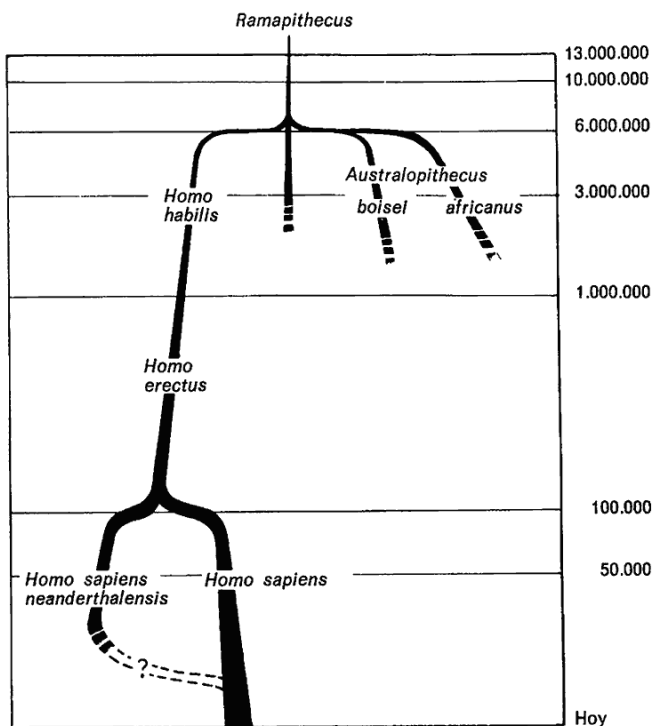 Ramapithecus
13.000.000
10.000.000
6.000.000
Australopithecus
Homo
habilis
3.000.000
boisei
africanus
1.000.000
Homo
erectus
100.000
50.000
Homo sapiens
neanderthalensis
Homo sapiens
?
Hoy